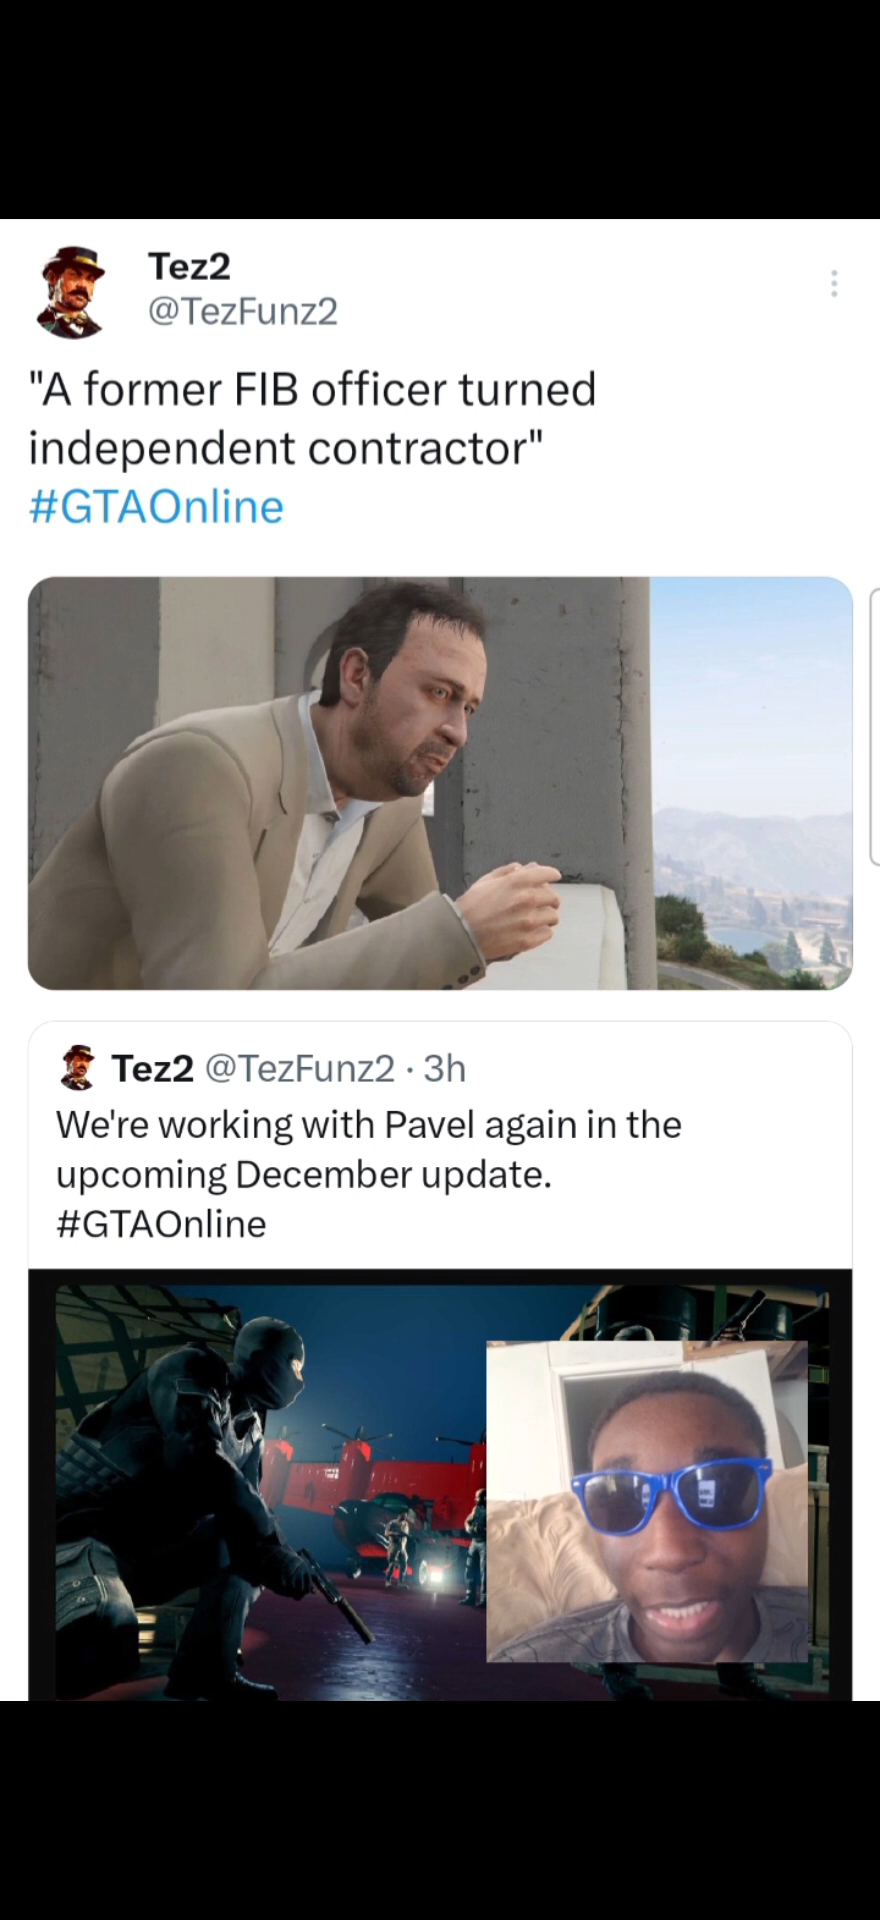 Tez2
@TezFunz2
"A former FIB officer turned
independent contractor"
#GTAOnline
Tez2 @TezFunz2 · 3h
We're working with Pavel again in the
upcoming December update.
#GTAOnline